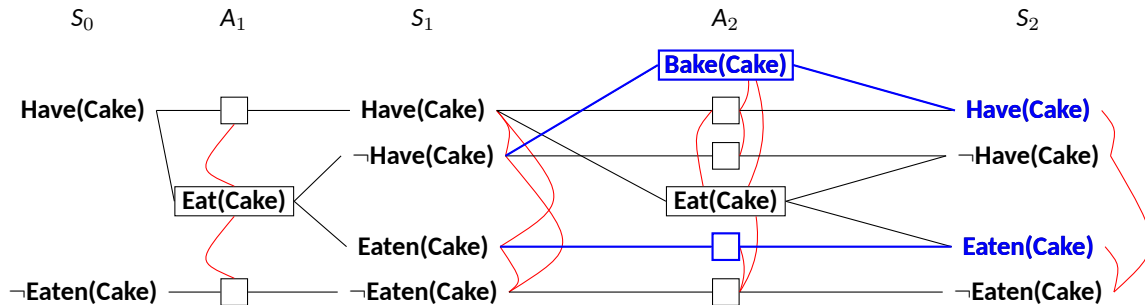 S₀ A₁ S₁ A₂ S₂
Bake(Cake)
Have(Cake) Have(Cake) Have(Cake)
¬Have(Cake) ¬Have(Cake)
Eat(Cake) Eat(Cake)
Eaten(Cake) Eaten(Cake)
¬Eaten(Cake) ¬Eaten(Cake) ¬Eaten(Cake)